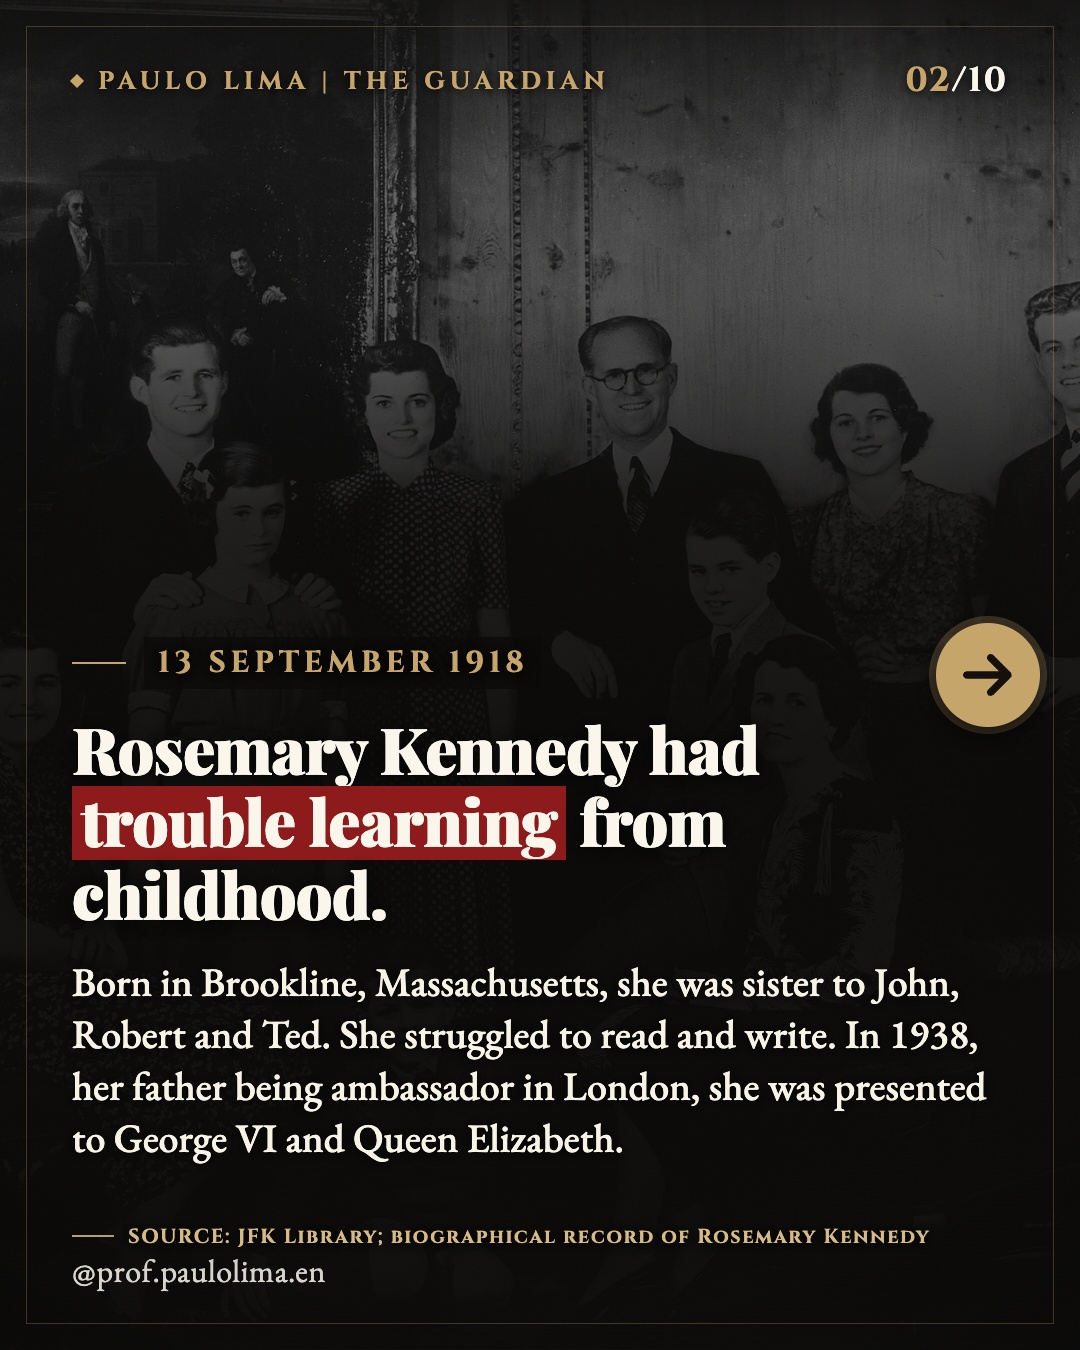 ◆ PAULO LIMA | THE GUARDIAN
02/10
13 SEPTEMBER 1918
Rosemary Kennedy had
trouble learning from
childhood.
Born in Brookline, Massachusetts, she was sister to John,
Robert and Ted. She struggled to read and write. In 1938,
her father being ambassador in London, she was presented
to George VI and Queen Elizabeth.
SOURCE: JFK Library; biographical record of Rosemary Kennedy
@prof.paulolima.en